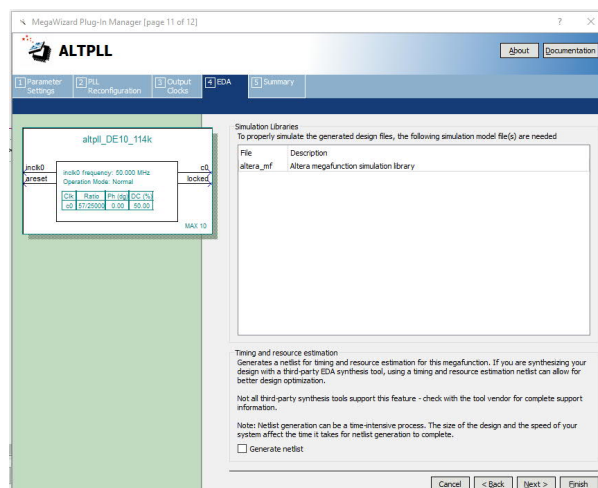 MegaWizard Plug-In Manager [page 11 of 12]
? ×
ALTPLL
About
Documentation
1 Parameter Settings
2 PLL Reconfiguration
3 Output Clocks
4 EDA
5 Summary
altpll_DE10_114k
inclk0
areset
c0
locked
inclk0 frequency: 50.000 MHz
Operation Mode: Normal
Clk Ratio Ph (dg) DC (%)
c0 57/25000 0.00 50.00
MAX 10
Simulation Libraries
To properly simulate the generated design files, the following simulation model file(s) are needed
File Description
altera_mf Altera megafunction simulation library
Timing and resource estimation
Generates a netlist for timing and resource estimation for this megafunction. If you are synthesizing your
design with a third-party EDA synthesis tool, using a timing and resource estimation netlist can allow for
better design optimization.
Not all third-party synthesis tools support this feature - check with the tool vendor for complete support
information.
Note: Netlist generation can be a time-intensive process. The size of the design and the speed of your
system affect the time it takes for netlist generation to complete.
Generate netlist
Cancel
< Back
Next >
Finish